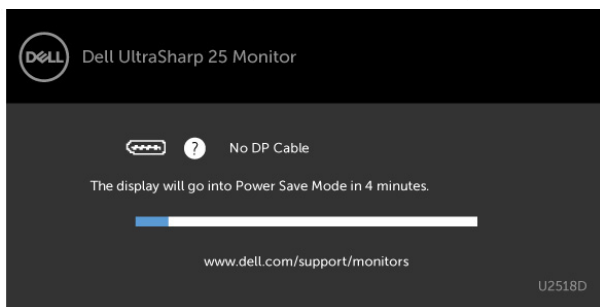 DELL
Dell UltraSharp 25 Monitor
? No DP Cable
The display will go into Power Save Mode in 4 minutes.
www.dell.com/support/monitors
U2518D